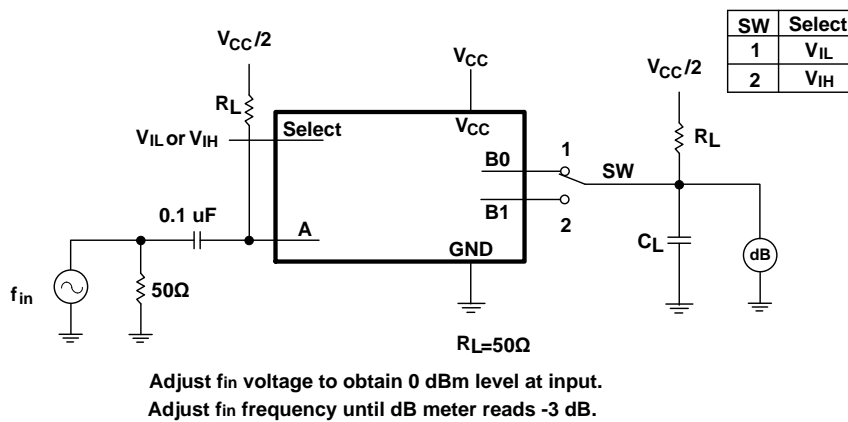 SW Select
1 VIL
2 VIH
VCC/2
VCC
VCC/2
RL
VCC
Select
VIL or VIH
RL
1
B0
SW
B1
2
0.1 uF
A
CL
GND
dB
fin
50Ω
RL=50Ω
Adjust fin voltage to obtain 0 dBm level at input.
Adjust fin frequency until dB meter reads -3 dB.